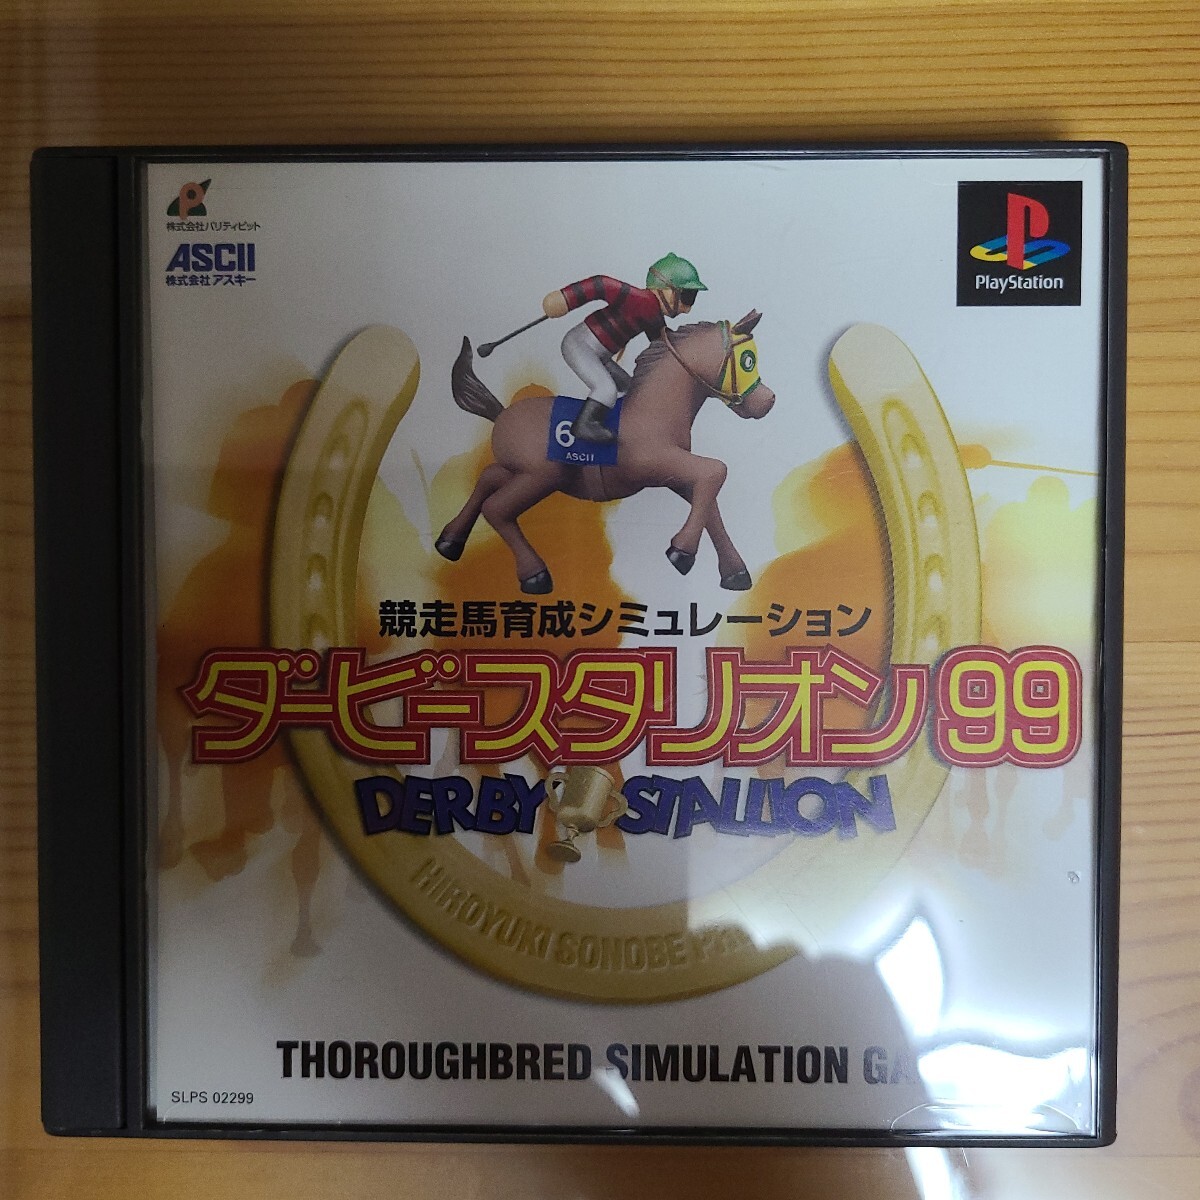 株式会社パリティビット
ASCII
株式会社アスキー
PlayStation
6
ASCII
競走馬育成シミュレーション
ダービースタリオン99
DERBY STALLION
HIROYUKI SONOBE
THOROUGHBRED SIMULATION
SLPS 02299